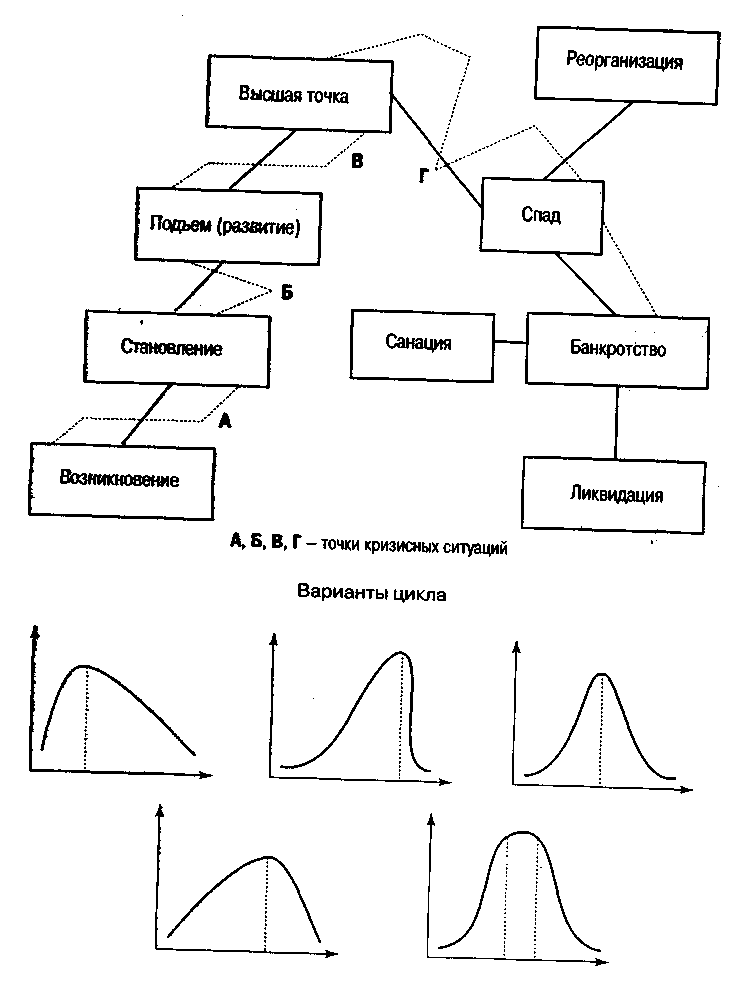 Реорганизация
Высшая точка
В
Г
Подъем (развитие)
Спад
Б
Становление
Санация
Банкротство
А
Возникновение
Ликвидация
А, Б, В, Г – точки кризисных ситуаций
Варианты цикла